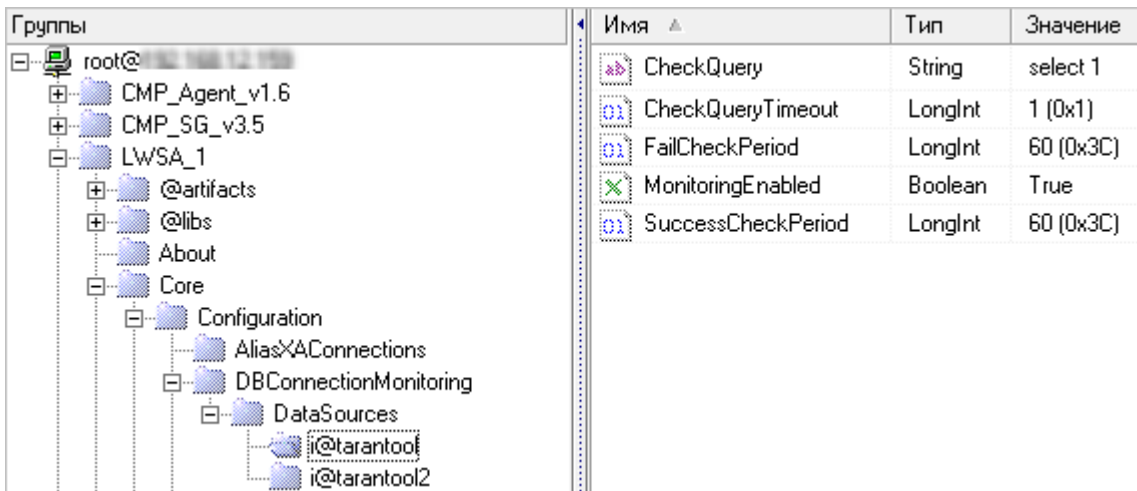 Группы
root@
CMP_Agent_v1.6
CMP_SG_v3.5
LWSA_1
@artifacts
@libs
About
Core
Configuration
AliasXAConnections
DBConnectionMonitoring
DataSources
i@tarantool
i@tarantool2
Имя Тип Значение
CheckQuery String select 1
CheckQueryTimeout LongInt 1 (0x1)
FailCheckPeriod LongInt 60 (0x3C)
MonitoringEnabled Boolean True
SuccessCheckPeriod LongInt 60 (0x3C)